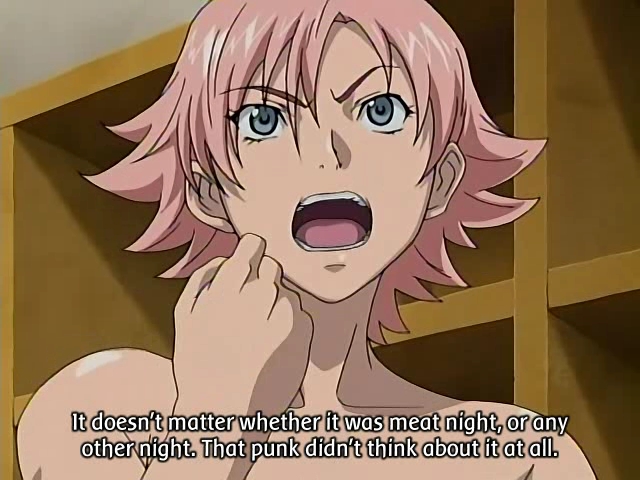 It doesn't matter whether it was meat night, or any
other night. That punk didn't think about it at all.